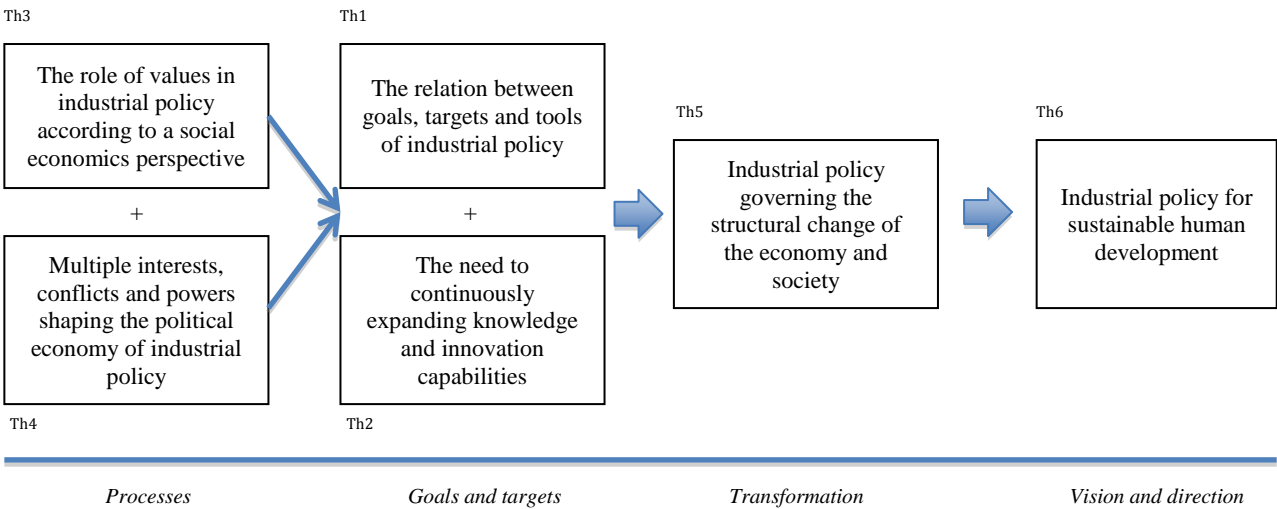 Th3
The role of values in
industrial policy
according to a social
economics perspective
+
Multiple interests,
conflicts and powers
shaping the political
economy of industrial
policy
Th4
Th1
The relation between
goals, targets and tools
of industrial policy
+
The need to
continuously
expanding knowledge
and innovation
capabilities
Th2
Th5
Industrial policy
governing the
structural change of
the economy and
society
Th6
Industrial policy for
sustainable human
development
Processes
Goals and targets
Transformation
Vision and direction